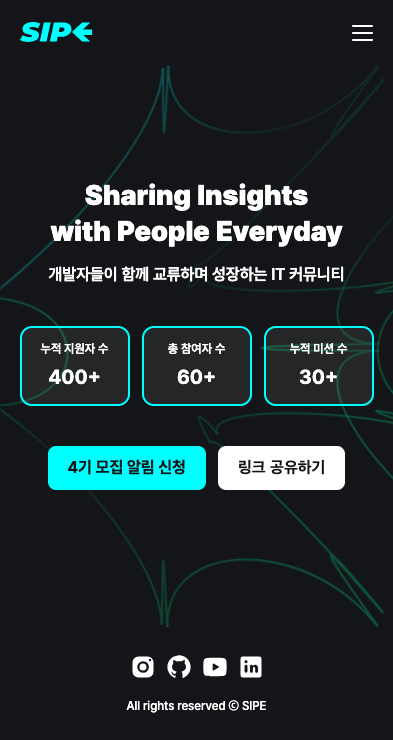 SIPE
Sharing Insights
with People Everyday
개발자들이 함께 교류하며 성장하는 IT 커뮤니티
누적 지원자 수
400+
총 참여자 수
60+
누적 미션 수
30+
4기 모집 알림 신청
링크 공유하기
in
All rights reserved © SIPE